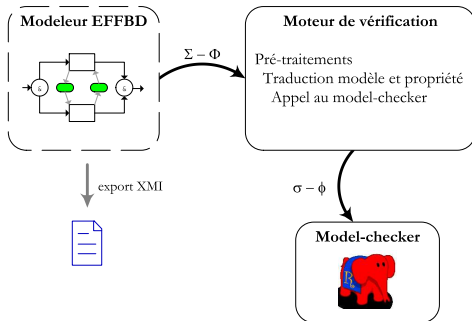 Modeleur EFFBD
&
&
Σ – Φ
export XMI
Moteur de vérification
Pré-traitements
Traduction modèle et propriété
Appel au model-checker
σ – ϕ
Model-checker
R